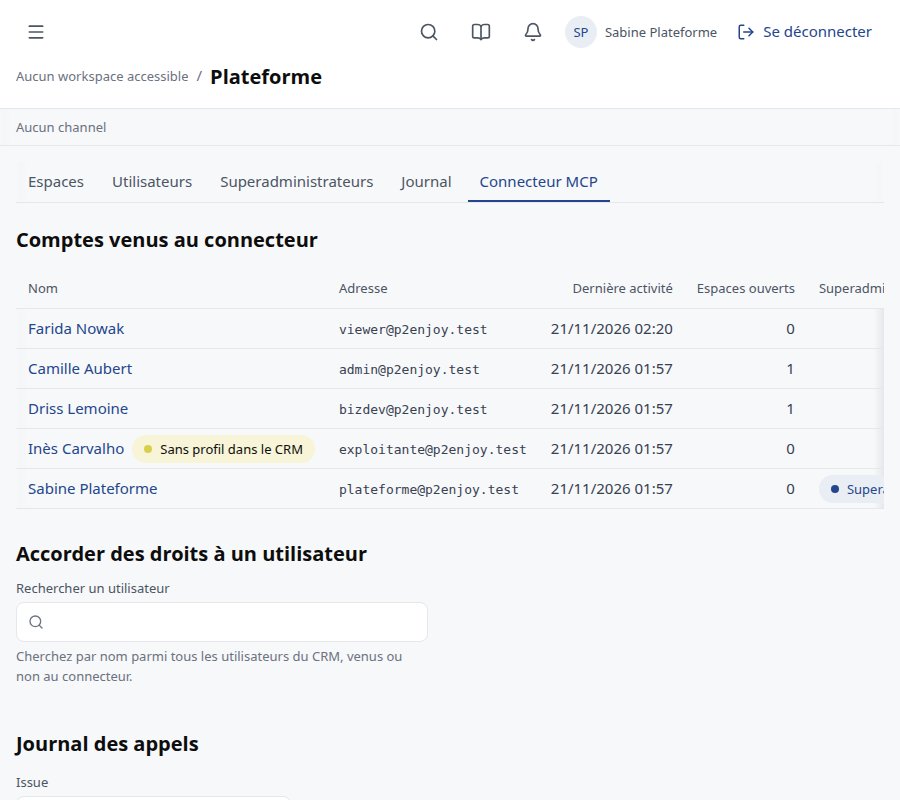 SP Sabine Plateforme Se déconnecter
Aucun workspace accessible / Plateforme
Aucun channel
Espaces Utilisateurs Superadministrateurs Journal Connecteur MCP
Comptes venus au connecteur
Nom Adresse Dernière activité Espaces ouverts Superadmi
Farida Nowak viewer@p2enjoy.test 21/11/2026 02:20 0
Camille Aubert admin@p2enjoy.test 21/11/2026 01:57 1
Driss Lemoine bizdev@p2enjoy.test 21/11/2026 01:57 1
Inès Carvalho Sans profil dans le CRM exploitante@p2enjoy.test 21/11/2026 01:57 0
Sabine Plateforme plateforme@p2enjoy.test 21/11/2026 01:57 0 Supera
Accorder des droits à un utilisateur
Rechercher un utilisateur
Cherchez par nom parmi tous les utilisateurs du CRM, venus ou
non au connecteur.
Journal des appels
Issue